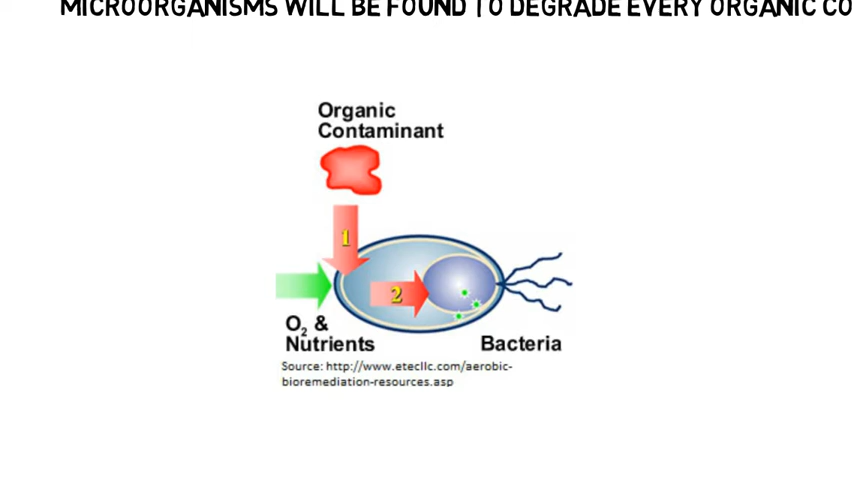 MICROORGANISMS WILL BE FOUND TO DEGRADE EVERY ORGANIC CO
Organic
Contaminant
1
2
O2 &
Nutrients
Bacteria
Source: http://www.etecllc.com/aerobic-
bioremediation-resources.asp